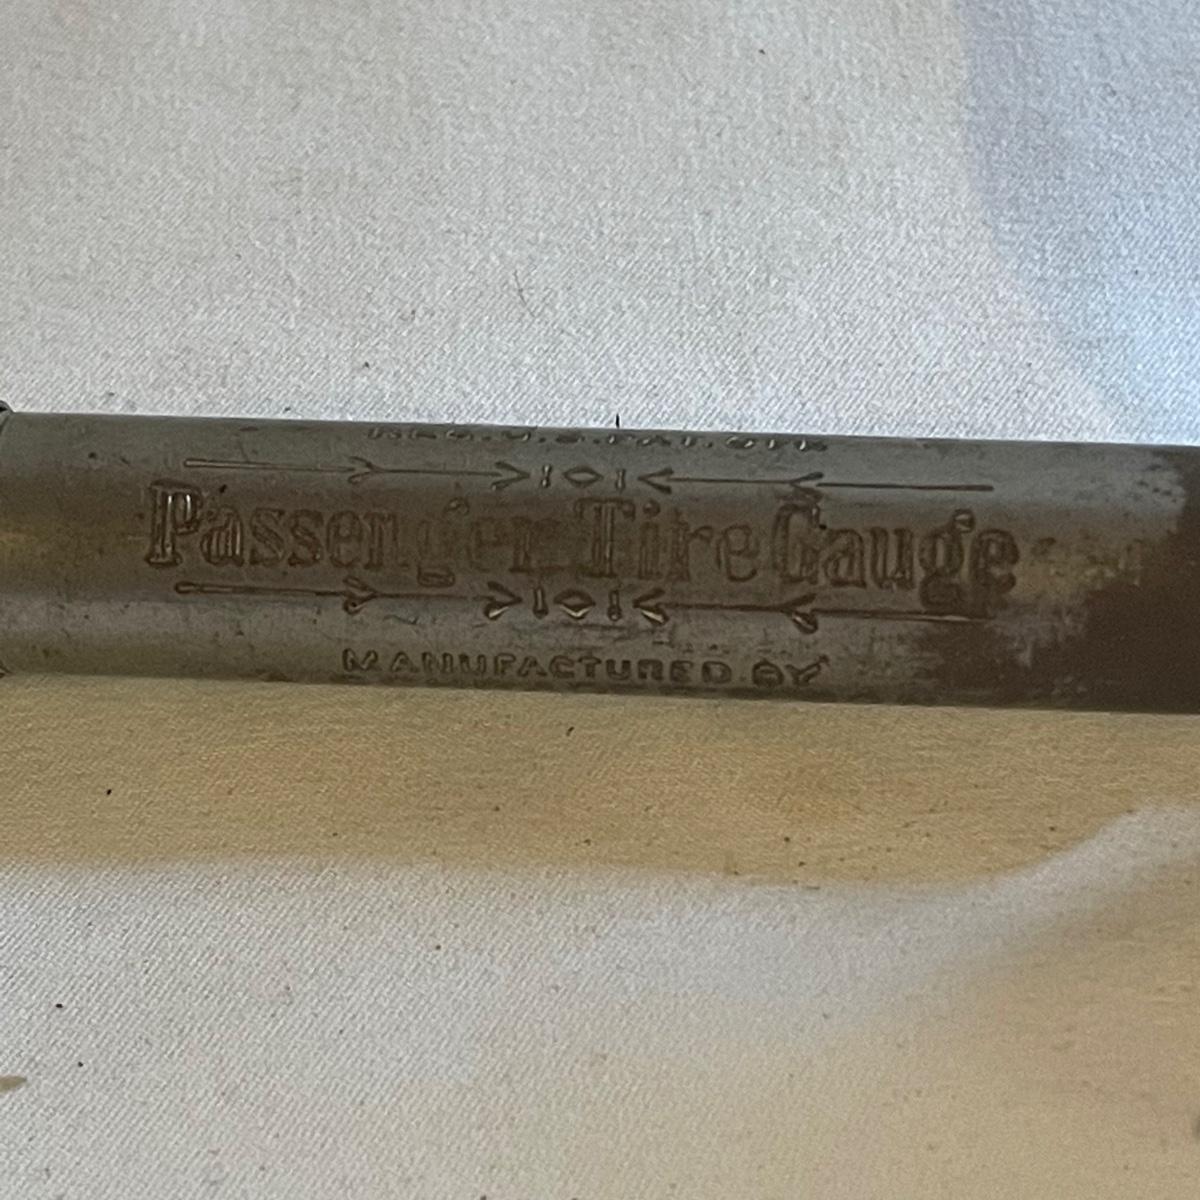 REG. U.S. PAT. OFF.
Passenger Tire Gauge
MANUFACTURED BY